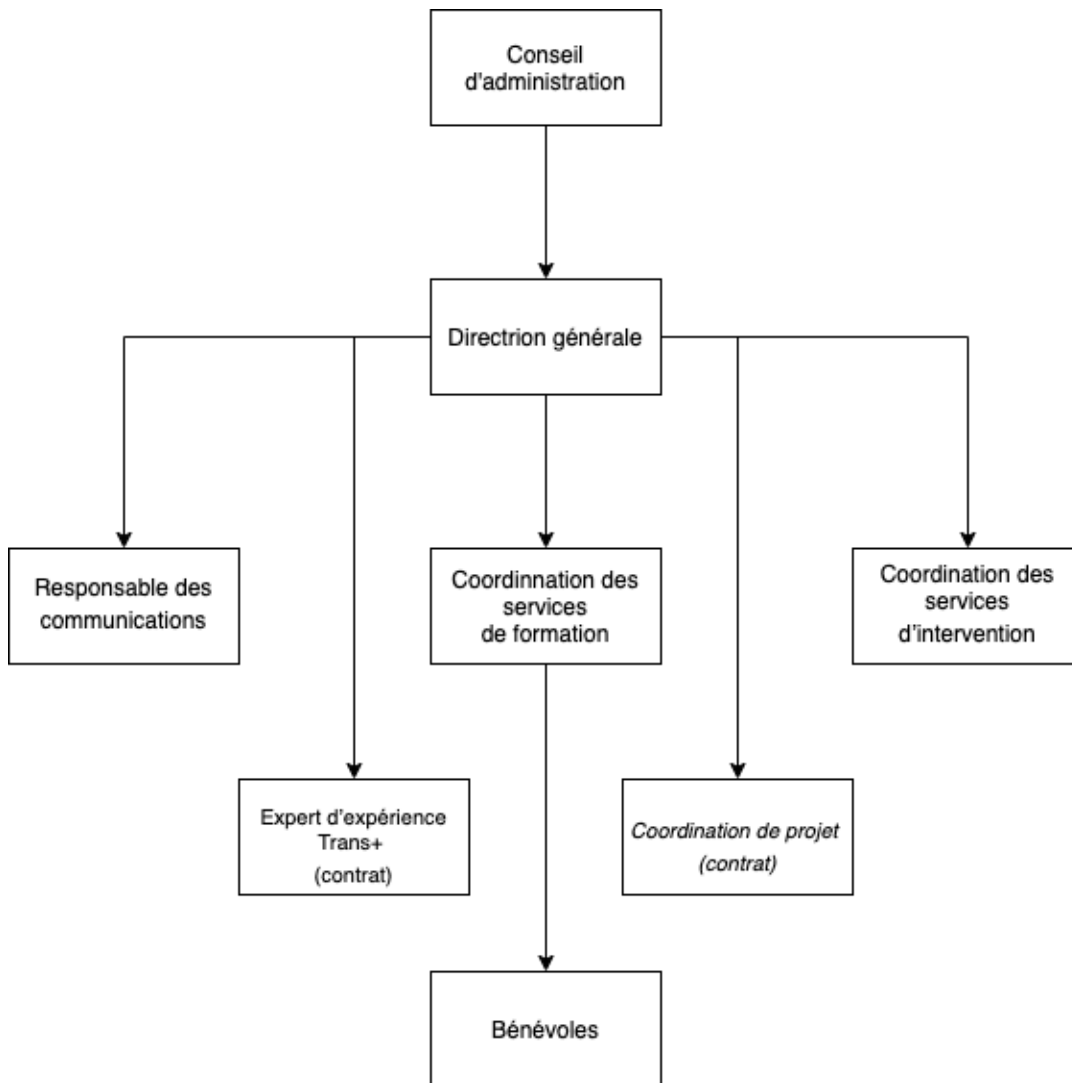 Conseil
d'administration
Directrion générale
Responsable des
communications
Coordinnation des
services
de formation
Coordination des
services
d’intervention
Expert d’expérience
Trans+
(contrat)
Coordination de projet
(contrat)
Bénévoles